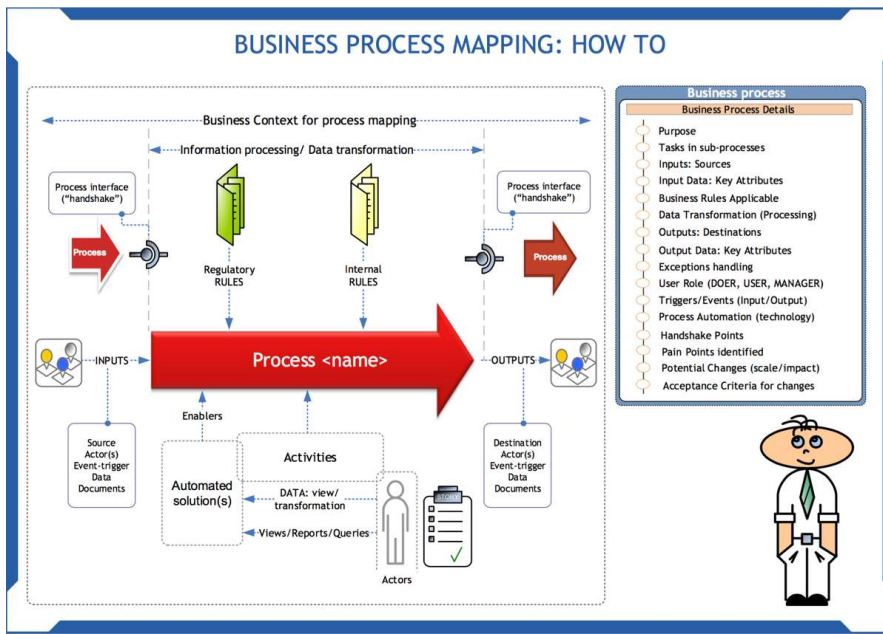 BUSINESS PROCESS MAPPING: HOW TO
Business Context for process mapping
Information processing/ Data transformation
Process interface
(“handshake”)
Process interface
(“handshake”)
Process
Process
Regulatory
RULES
Internal
RULES
INPUTS
Process <name>
OUTPUTS
Enablers
Source
Actor(s)
Event-trigger
Data
Documents
Automated
solution(s)
Activities
DATA: view/
transformation
Views/Reports/Queries
Actors
STORY
Destination
Actor(s)
Event-trigger
Data
Documents
Business process
Business Process Details
Purpose
Tasks in sub-processes
Inputs: Sources
Input Data: Key Attributes
Business Rules Applicable
Data Transformation (Processing)
Outputs: Destinations
Output Data: Key Attributes
Exceptions handling
User Role (DOER, USER, MANAGER)
Triggers/Events (Input/Output)
Process Automation (technology)
Handshake Points
Pain Points identified
Potential Changes (scale/impact)
Acceptance Criteria for changes